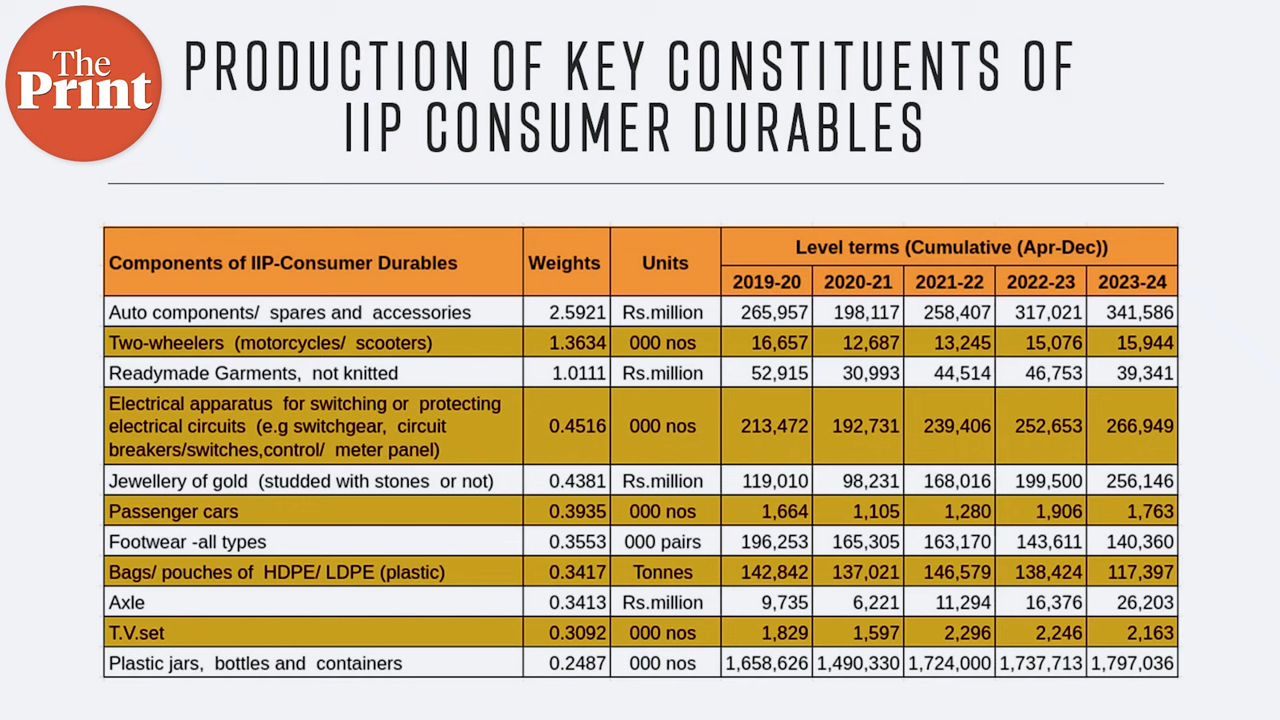 The
Print
PRODUCTION OF KEY CONSTITUENTS OF
IIP CONSUMER DURABLES
Components of IIP-Consumer Durables Weights Units Level terms (Cumulative (Apr-Dec))
2019-20 2020-21 2021-22 2022-23 2023-24
Auto components/ spares and accessories 2.5921 Rs.million 265,957 198,117 258,407 317,021 341,586
Two-wheelers (motorcycles/ scooters) 1.3634 000 nos 16,657 12,687 13,245 15,076 15,944
Readymade Garments, not knitted 1.0111 Rs.million 52,915 30,993 44,514 46,753 39,341
Electrical apparatus for switching or protecting
electrical circuits (e.g switchgear, circuit
breakers/switches,control/ meter panel) 0.4516 000 nos 213,472 192,731 239,406 252,653 266,949
Jewellery of gold (studded with stones or not) 0.4381 Rs.million 119,010 98,231 168,016 199,500 256,146
Passenger cars 0.3935 000 nos 1,664 1,105 1,280 1,906 1,763
Footwear -all types 0.3553 000 pairs 196,253 165,305 163,170 143,611 140,360
Bags/ pouches of HDPE/ LDPE (plastic) 0.3417 Tonnes 142,842 137,021 146,579 138,424 117,397
Axle 0.3413 Rs.million 9,735 6,221 11,294 16,376 26,203
T.V.set 0.3092 000 nos 1,829 1,597 2,296 2,246 2,163
Plastic jars, bottles and containers 0.2487 000 nos 1,658,626 1,490,330 1,724,000 1,737,713 1,797,036